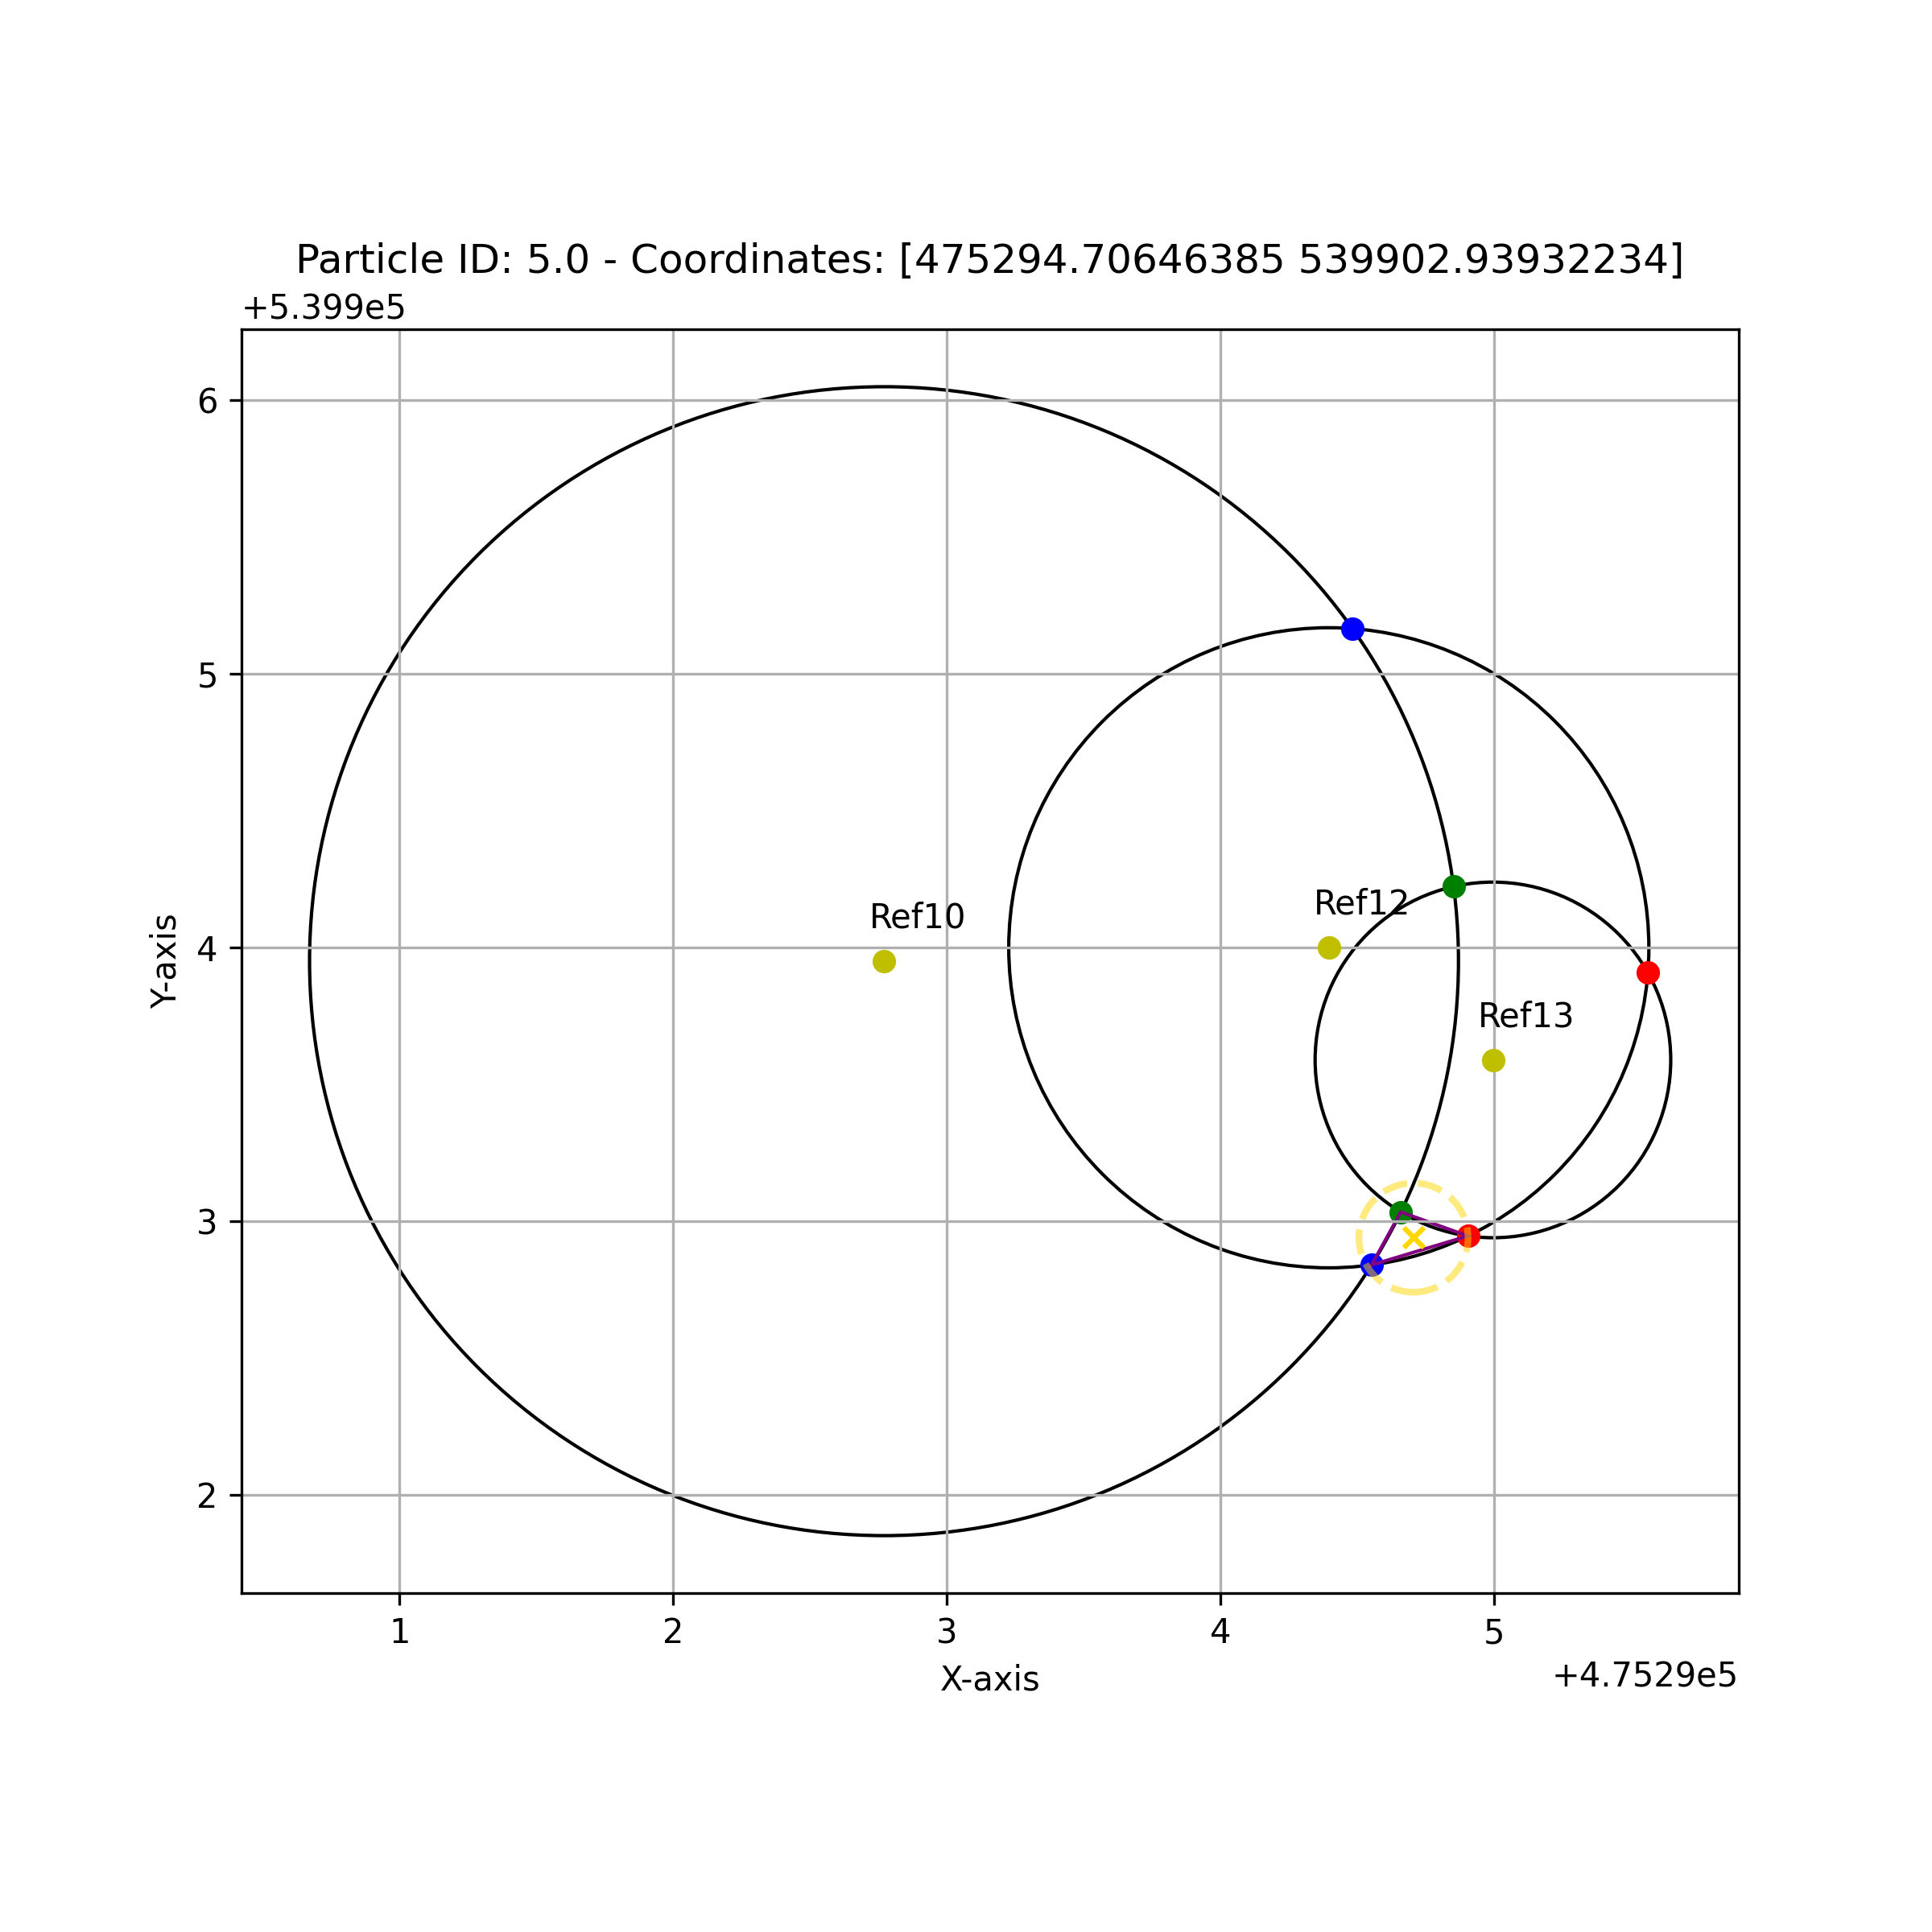 Particle ID: 5.0 - Coordinates: [475294.70646385 539902.93932234]
+5.399e5
6
5
4
3
2
Y-axis
Ref10
Ref12
Ref13
1 2 3 4 5
X-axis
+4.7529e5